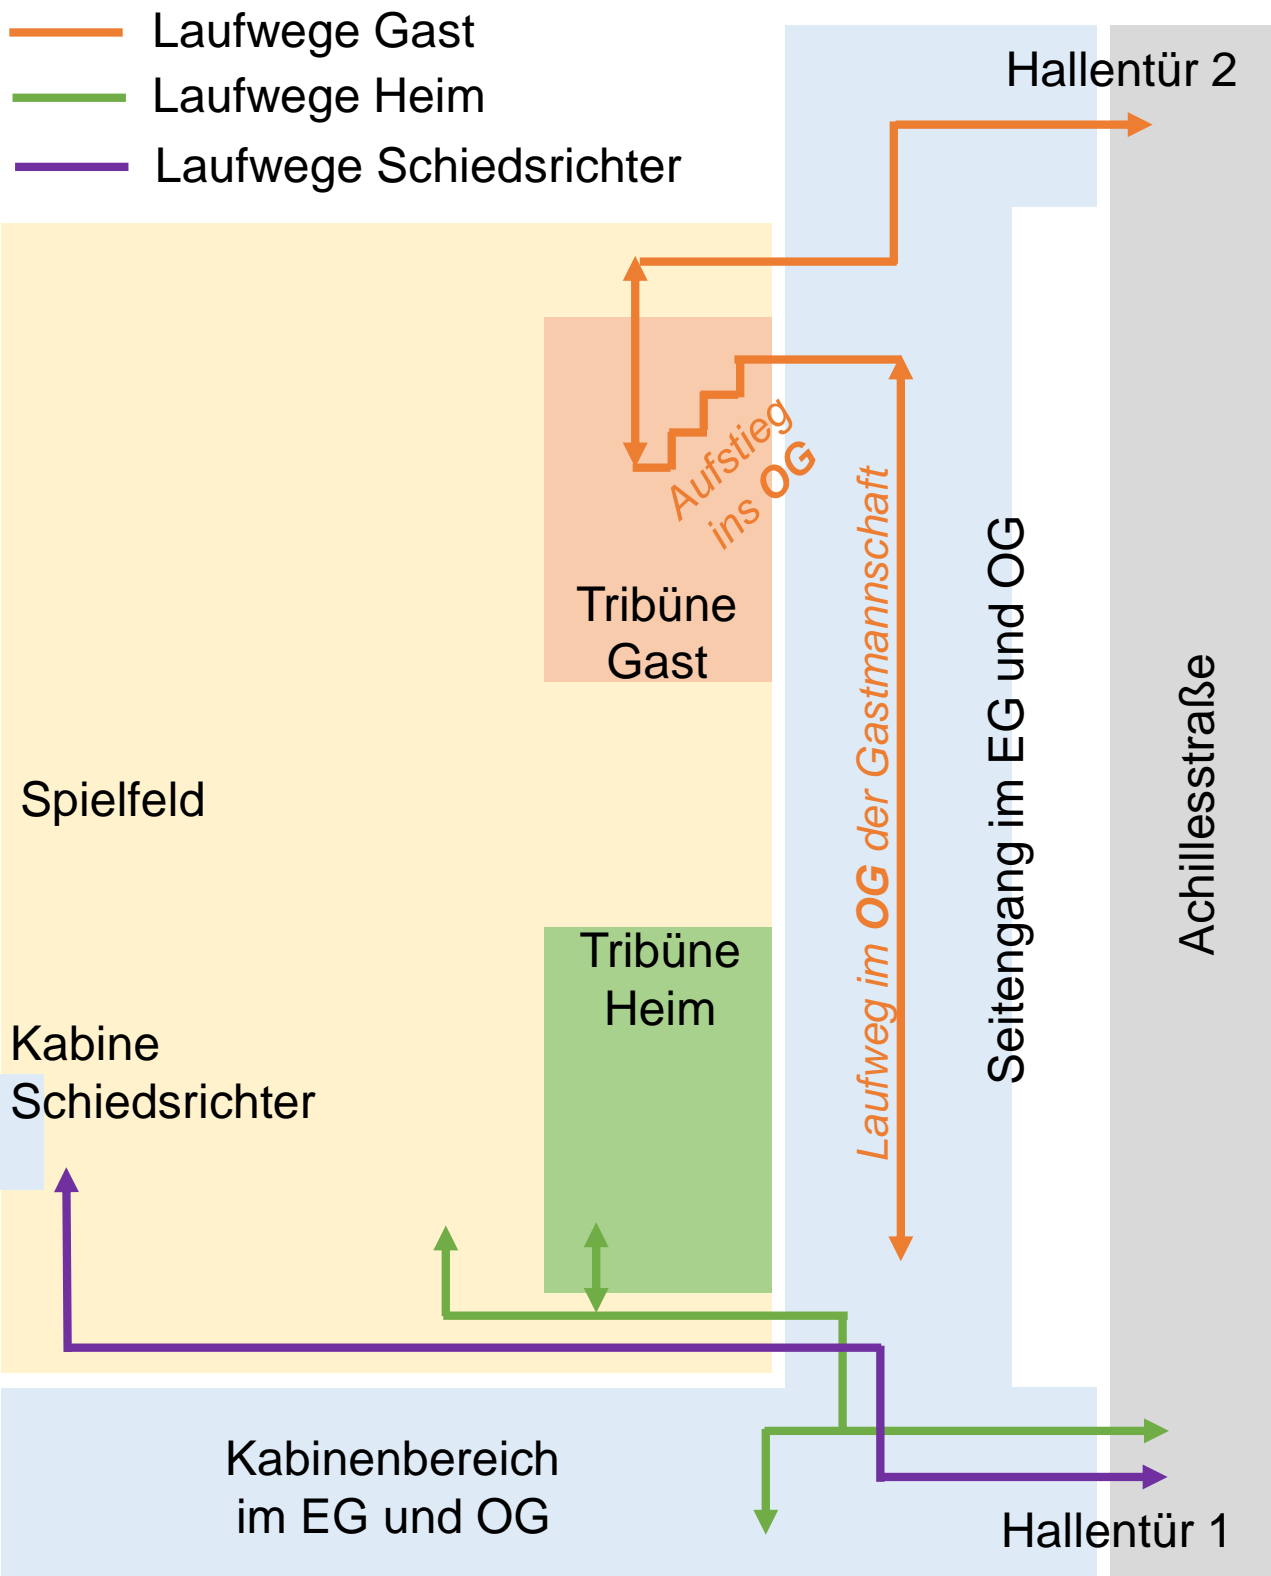 Laufwege Gast
Laufwege Heim
Laufwege Schiedsrichter
Hallentür 2
Aufstieg
ins OG
Tribüne
Gast
Laufweg im OG der Gastmannschaft
Seitengang im EG und OG
Achillesstraße
Spielfeld
Tribüne
Heim
Kabine
Schiedsrichter
Kabinenbereich
im EG und OG
Hallentür 1